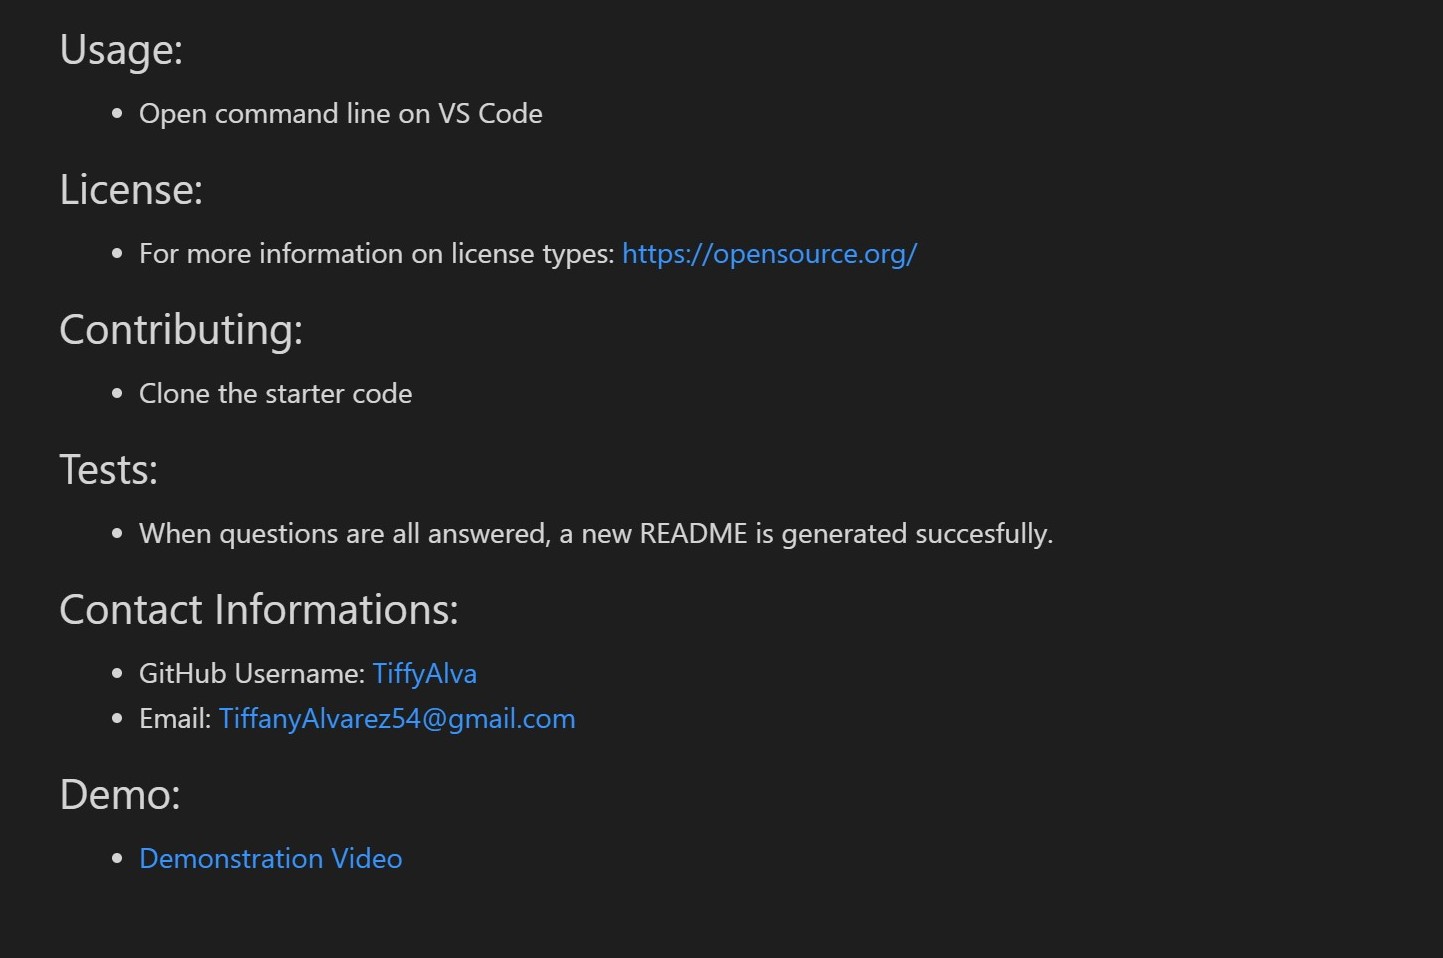 Usage:
• Open command line on VS Code
License:
• For more information on license types: https://opensource.org/
Contributing:
• Clone the starter code
Tests:
• When questions are all answered, a new README is generated succesfully.
Contact Informations:
• GitHub Username: TiffyAlva
• Email: TiffanyAlvarez54@gmail.com
Demo:
• Demonstration Video